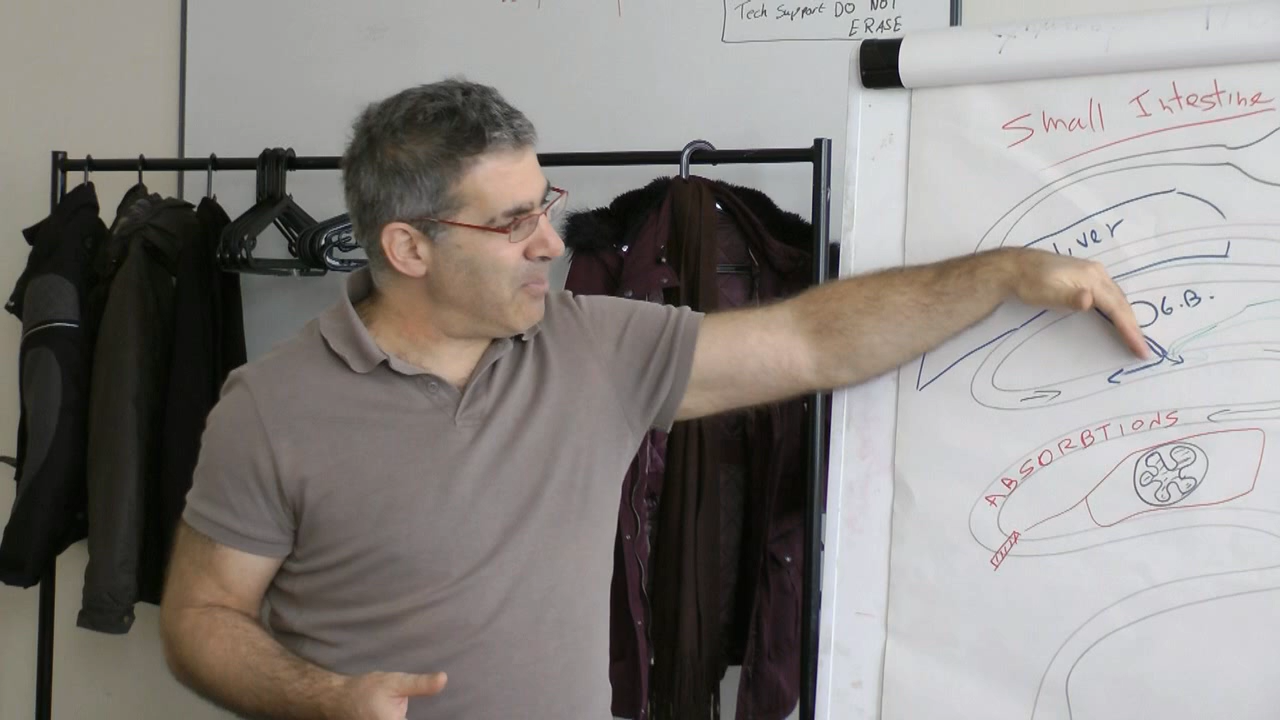 Tech Support DO NOT
ERASE
Small Intestine
liver
G.B.
ABSORBTIONS